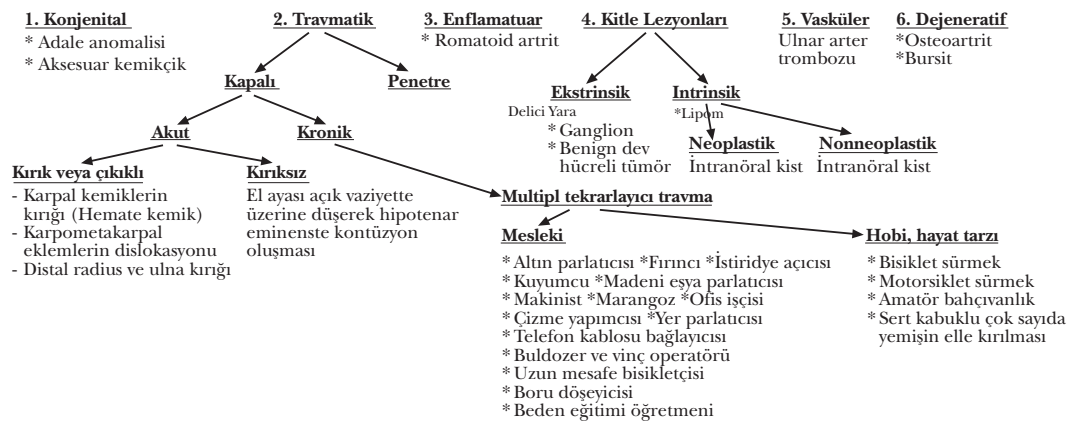 1. Konjenital
* Adale anomalisi
* Aksesuar kemikçik
2. Travmatik
3. Enflamatuar
* Romatoid artrit
4. Kitle Lezyonları
5. Vasküler
Ulnar arter
trombozu
6. Dejeneratif
*Osteoartrit
*Bursit
Kapalı
Penetre
Ekstrinsik
Delici Yara
* Ganglion
* Benign dev
hücreli tümör
Intrinsik
*Lipom
Neoplastik
İntranöral kist
Nonneoplastik
İntranöral kist
Akut
Kronik
Kırık veya çıkıklı
- Karpal kemiklerin
kırığı (Hemate kemik)
- Karpometakarpal
eklemlerin dislokasyonu
- Distal radius ve ulna kırığı
Kırıksız
El ayası açık vaziyette
üzerine düşerek hipotenar
eminenste kontüzyon
oluşması
Multipl tekrarlayıcı travma
Mesleki
* Altın parlatıcısı *Fırıncı *İstiridye açıcısı
* Kuyumcu *Madeni eşya parlatıcısı
* Makinist *Marangoz *Ofis işçisi
* Çizme yapımcısı *Yer parlatıcısı
* Telefon kablosu bağlayıcısı
* Buldozer ve vinç operatörü
* Uzun mesafe bisikletçisi
* Boru döşeyicisi
* Beden eğitimi öğretmeni
Hobi, hayat tarzı
* Bisiklet sürmek
* Motorsiklet sürmek
* Amatör bahçıvanlık
* Sert kabuklu çok sayıda
yemişin elle kırılması